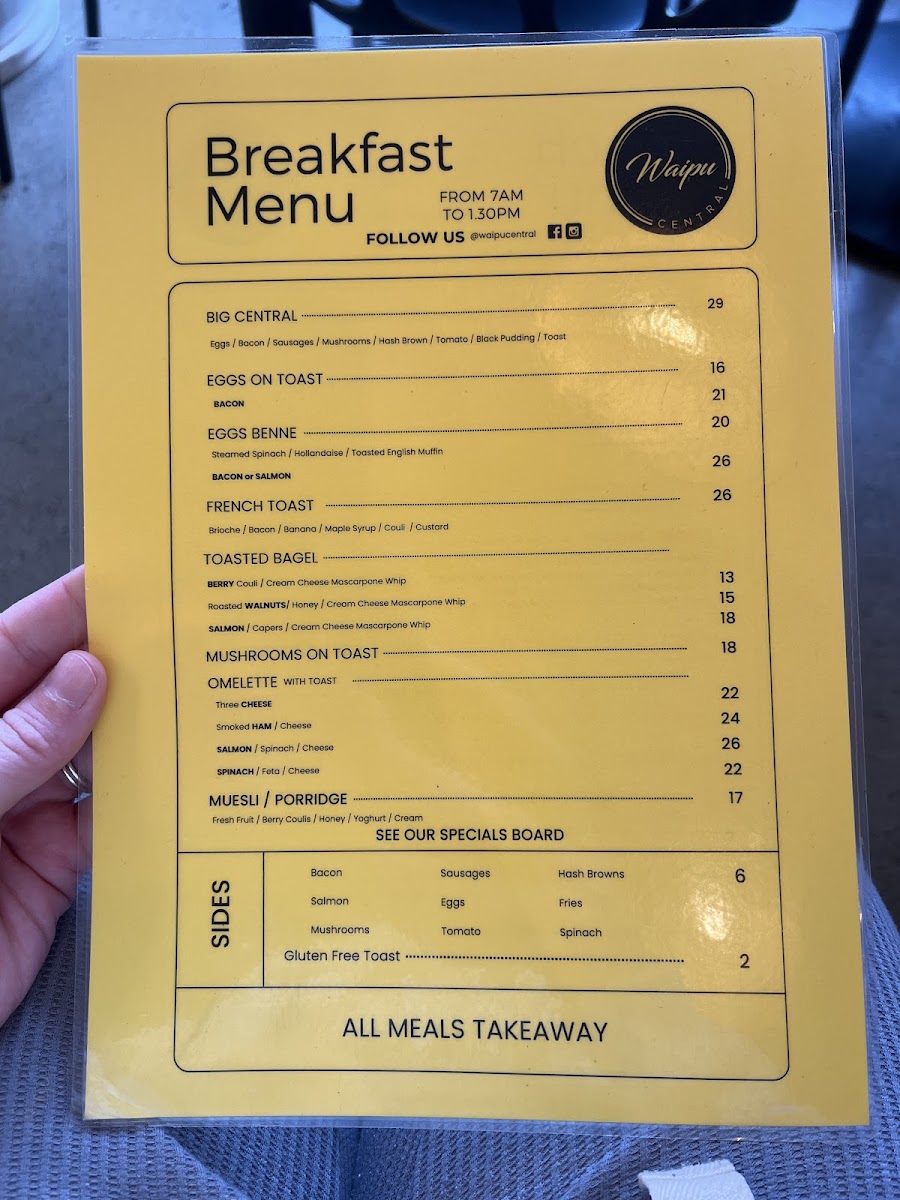 Breakfast
Menu
FROM 7AM
TO 1.30PM
FOLLOW US @waipucentral
Waipu
CENTRAL
BIG CENTRAL 29
Eggs / Bacon / Sausages / Mushrooms / Hash Brown / Tomato / Black Pudding / Toast
EGGS ON TOAST 16
BACON 21
EGGS BENNE 20
Steamed Spinach / Hollandaise / Toasted English Muffin
BACON or SALMON 26
FRENCH TOAST 26
Brioche / Bacon / Banana / Maple Syrup / Couli / Custard
TOASTED BAGEL
BERRY Couli / Cream Cheese Mascarpone Whip 13
Roasted WALNUTS/ Honey / Cream Cheese Mascarpone Whip 15
SALMON / Capers / Cream Cheese Mascarpone Whip 18
MUSHROOMS ON TOAST 18
OMELETTE WITH TOAST
Three CHEESE 22
Smoked HAM / Cheese 24
SALMON / Spinach / Cheese 26
SPINACH / Feta / Cheese 22
MUESLI / PORRIDGE 17
Fresh Fruit / Berry Coulis / Honey / Yoghurt / Cream
SEE OUR SPECIALS BOARD
SIDES
Bacon Sausages Hash Browns 6
Salmon Eggs Fries
Mushrooms Tomato Spinach
Gluten Free Toast 2
ALL MEALS TAKEAWAY